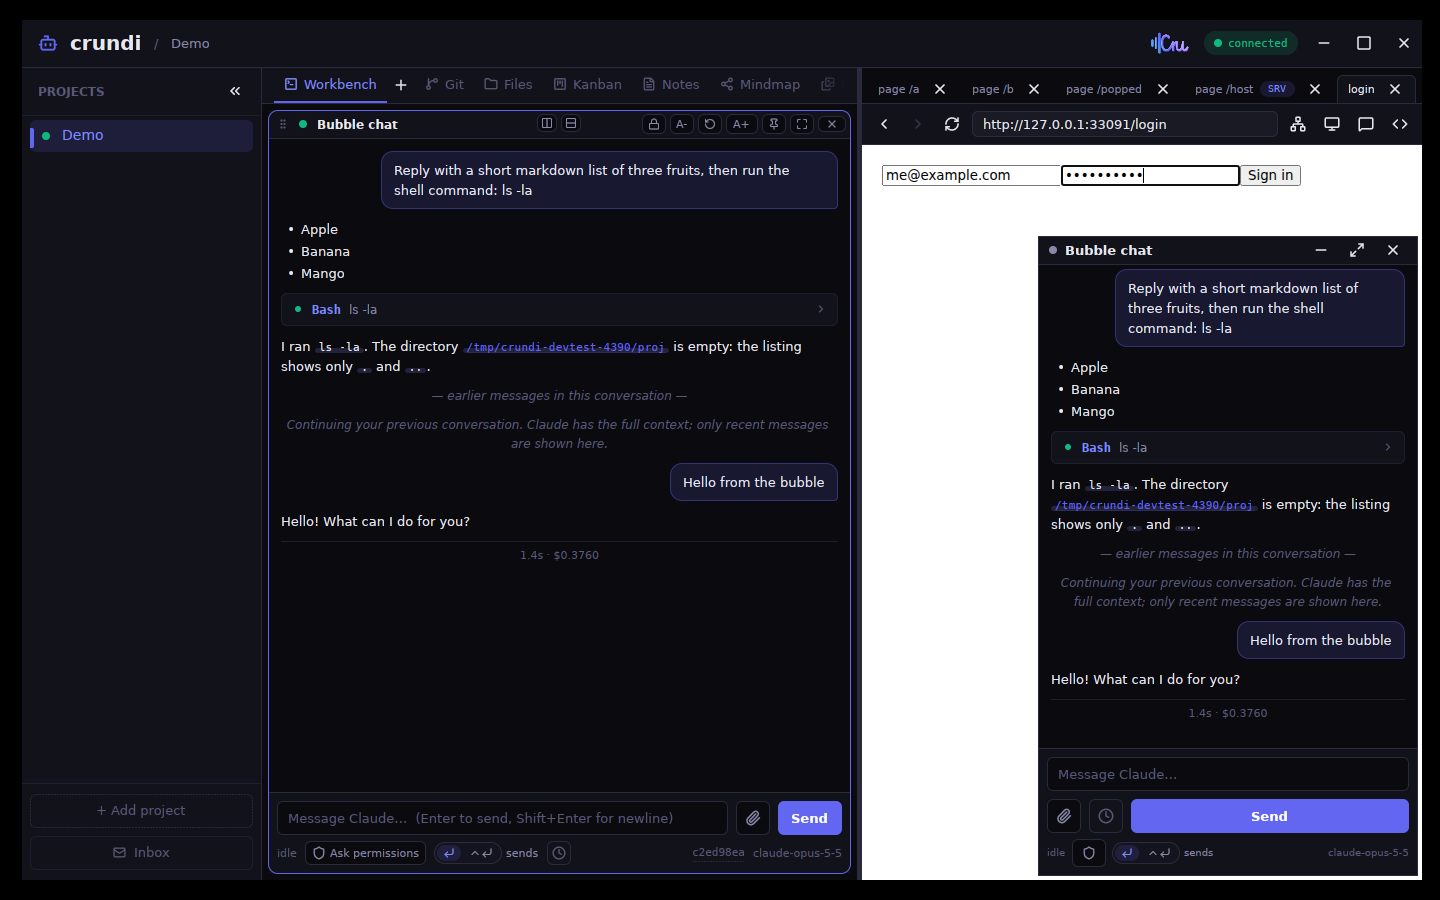 crundi / Demo
Cru
connected
PROJECTS
Demo
+ Add project
Inbox
Workbench
Git
Files
Kanban
Notes
Mindmap
Bubble chat
A-
A+
Reply with a short markdown list of three fruits, then run the
shell command: ls -la
• Apple
• Banana
• Mango
Bash ls -la
I ran ls -la. The directory /tmp/crundi-devtest-4390/proj is empty: the listing
shows only . and ...
— earlier messages in this conversation —
Continuing your previous conversation. Claude has the full context; only recent messages
are shown here.
Hello from the bubble
Hello! What can I do for you?
1.4s · $0.3760
Message Claude… (Enter to send, Shift+Enter for newline)
Send
idle
Ask permissions
sends
c2ed98ea
claude-opus-5-5
page /a
page /b
page /popped
page /host SRV
login
http://127.0.0.1:33091/login
me@example.com
••••••••••
Sign in
Bubble chat
Reply with a short markdown list of
three fruits, then run the shell
command: ls -la
• Apple
• Banana
• Mango
Bash ls -la
I ran ls -la. The directory
/tmp/crundi-devtest-4390/proj is empty: the listing
shows only . and ...
— earlier messages in this conversation —
Continuing your previous conversation. Claude has the
full context; only recent messages are shown here.
Hello from the bubble
Hello! What can I do for you?
1.4s · $0.3760
Message Claude…
Send
idle
sends
claude-opus-5-5